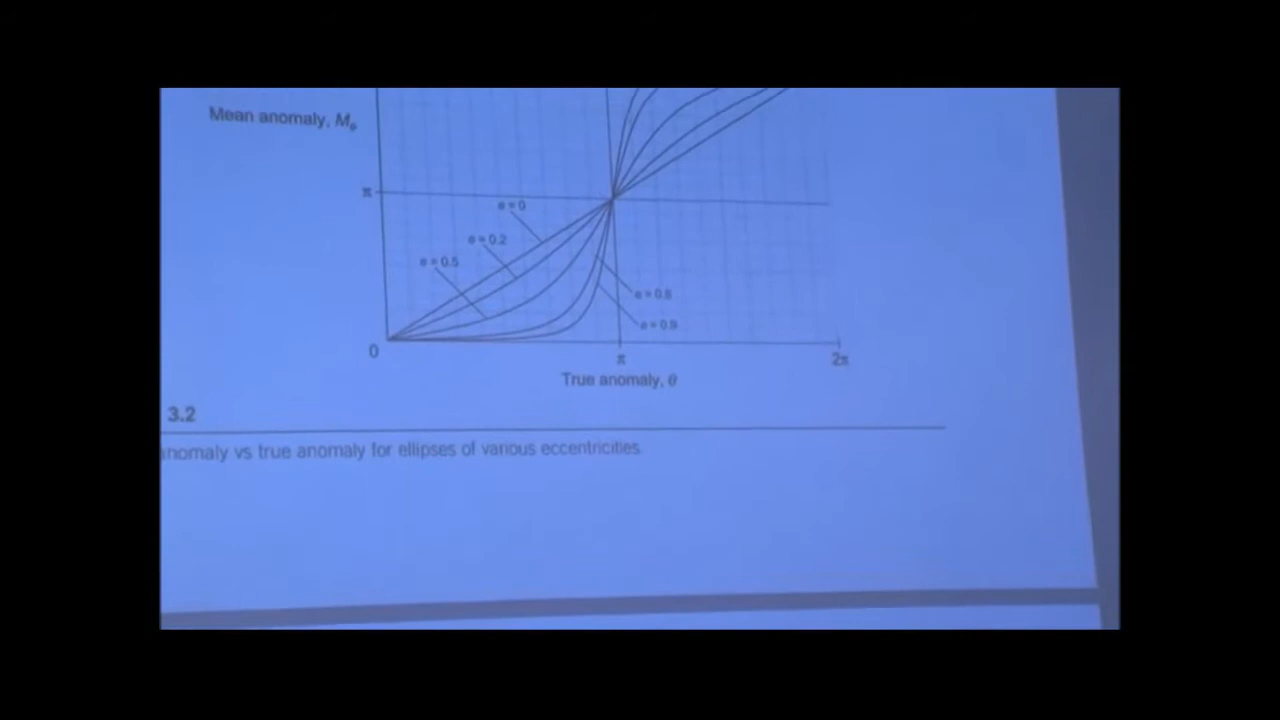 Mean anomaly, Me
π
e = 0
e = 0.2
e = 0.5
e = 0.8
e = 0.9
0
π
2π
True anomaly, θ
3.2
nomaly vs true anomaly for ellipses of various eccentricities.